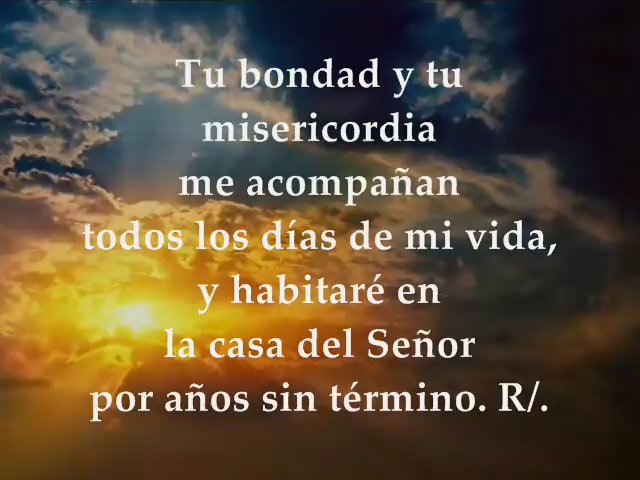 Tu bondad y tu
misericordia
me acompañan
todos los días de mi vida,
y habitaré en
la casa del Señor
por años sin término. R/.